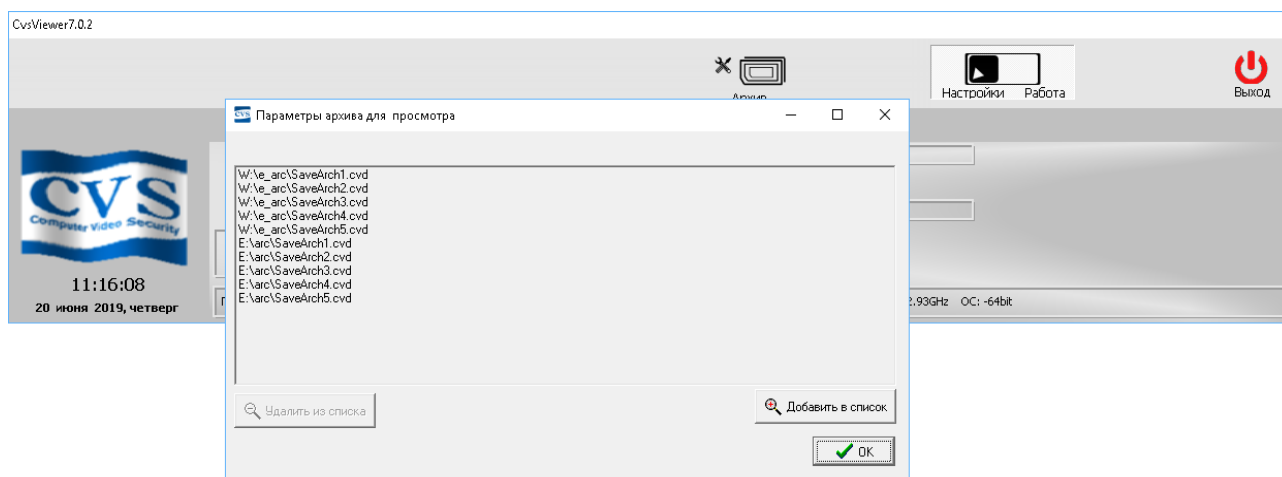 CvsViewer7.0.2
Архив
Настройки Работа
Выход
cvs Параметры архива для просмотра
W:\e_arc\SaveArch1.cvd
W:\e_arc\SaveArch2.cvd
W:\e_arc\SaveArch3.cvd
W:\e_arc\SaveArch4.cvd
W:\e_arc\SaveArch5.cvd
E:\arc\SaveArch1.cvd
E:\arc\SaveArch2.cvd
E:\arc\SaveArch3.cvd
E:\arc\SaveArch4.cvd
E:\arc\SaveArch5.cvd
CVS
Computer Video Security
11:16:08
20 июня 2019, четверг
2.93GHz ОС: -64bit
Удалить из списка
Добавить в список
OK